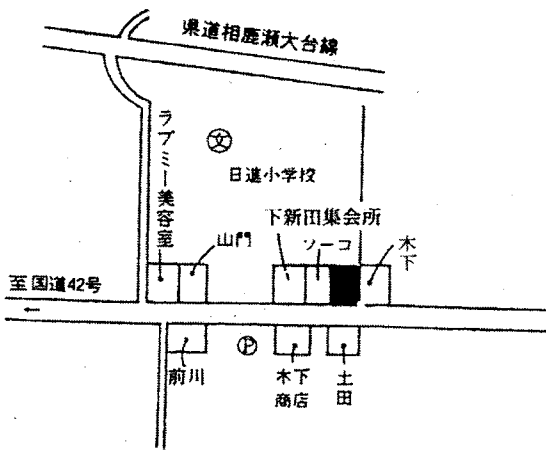 県道相鹿瀬大台線
文
日進小学校
ラブミー美容室
山門
下新田集会所
ソーコ
木下
至国道42号
←
前川
P
木下
商店
土田